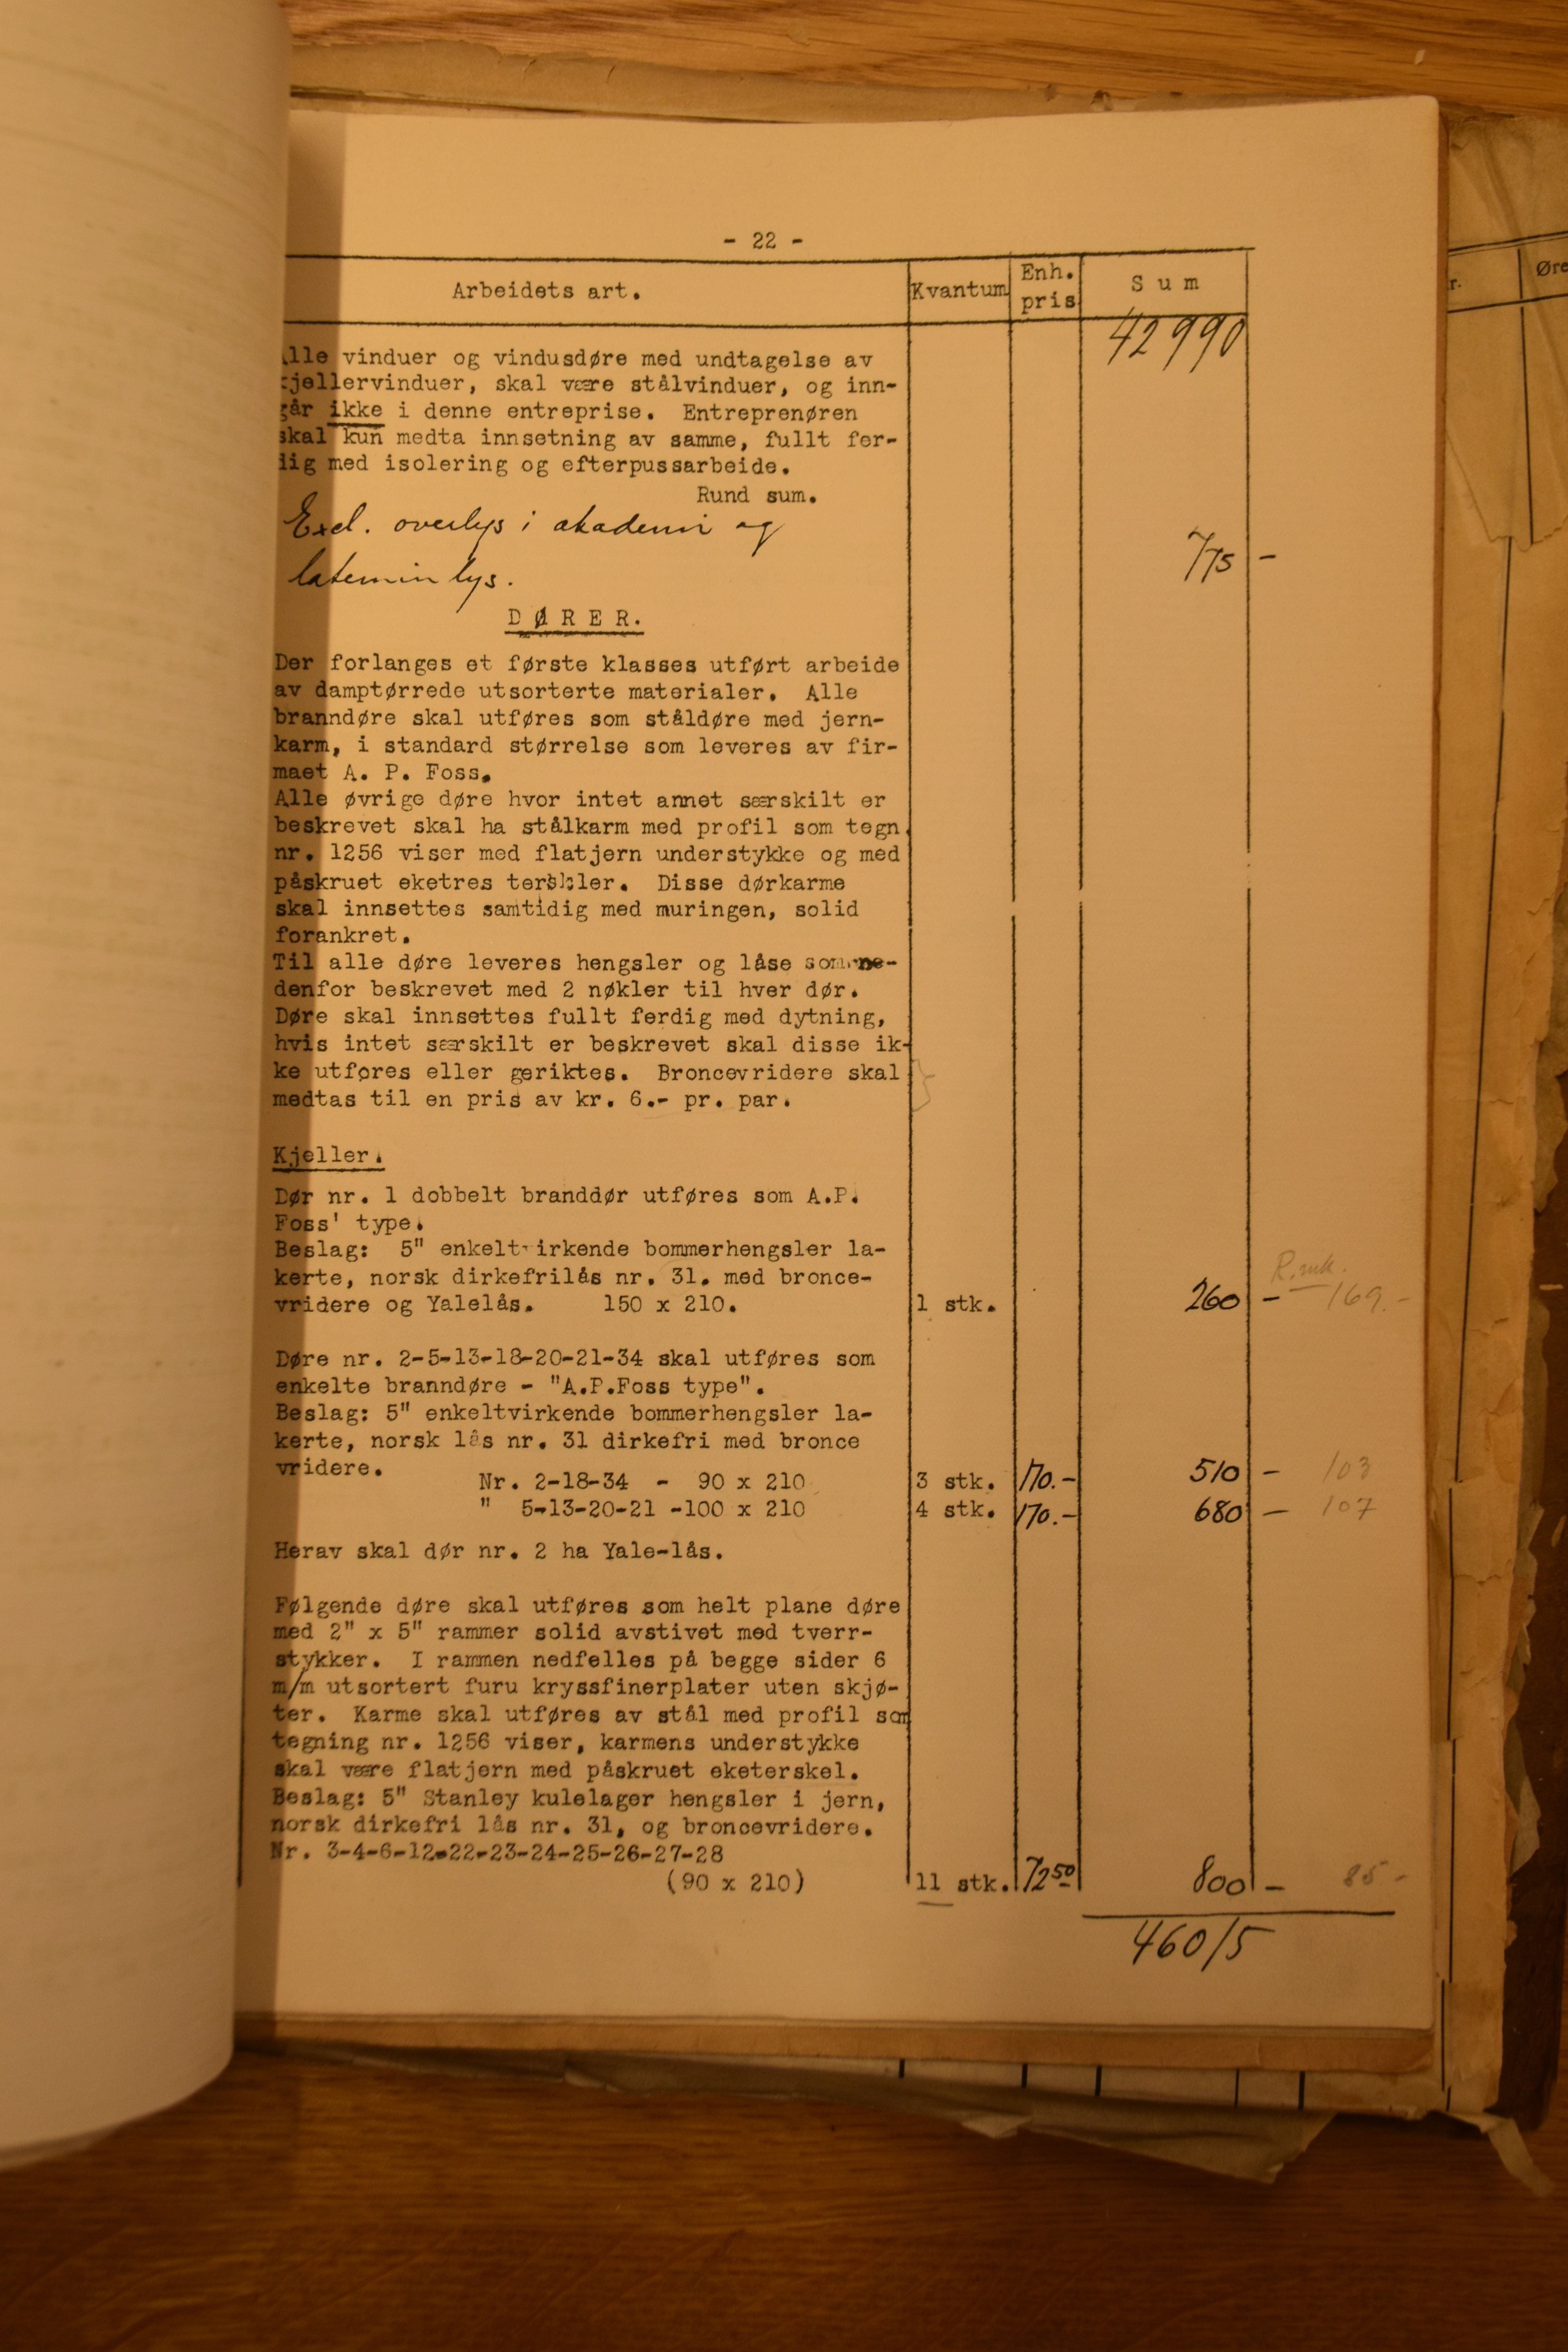 - 22 -
Arbeidets art. Kvantum Enh. pris Sum
42990
Alle vinduer og vindusdøre med undtagelse av
kjellervinduer, skal være stålvinduer, og inn-
går ikke i denne entreprise. Entreprenøren
skal kun medta innsetning av samme, fullt fer-
dig med isolering og efterpussarbeide.
Rund sum.
Excl. overlys i akademi og 775 -
lys.
DØRER.
Der forlanges et første klasses utført arbeide
av damptørrede utsorterte materialer. Alle
branndøre skal utføres som ståldøre med jern-
karm, i standard størrelse som leveres av fir-
maet A. P. Foss.
Alle øvrige døre hvor intet annet særskilt er
beskrevet skal ha stålkarm med profil som tegn.
nr. 1256 viser med flatjern understykke og med
påskruet eketres terskler. Disse dørkarme
skal innsettes samtidig med muringen, solid
forankret.
Til alle døre leveres hengsler og låse som ne-
denfor beskrevet med 2 nøkler til hver dør.
Døre skal innsettes fullt ferdig med dytning,
hvis intet særskilt er beskrevet skal disse ik-
ke utføres eller geriktes. Broncevridere skal
medtas til en pris av kr. 6.- pr. par.
Kjeller.
Dør nr. 1 dobbelt branddør utføres som A.P.
Foss' type.
Beslag: 5" enkeltvirkende bommerhengsler la-
kerte, norsk dirkefrilås nr. 31. med bronce-
vridere og Yalelås. 150 x 210. 1 stk. 260 - 169.-
Døre nr. 2-5-13-18-20-21-34 skal utføres som
enkelte branndøre - "A.P.Foss type".
Beslag: 5" enkeltvirkende bommerhengsler la-
kerte, norsk lås nr. 31 dirkefri med bronce
vridere.
Nr. 2-18-34 - 90 x 210 3 stk. 170.- 510 - 103
" 5-13-20-21 -100 x 210 4 stk. 170.- 680 - 107
Herav skal dør nr. 2 ha Yale-lås.
Følgende døre skal utføres som helt plane døre
med 2" x 5" rammer solid avstivet med tverr-
stykker. I rammen nedfelles på begge sider 6
m/m utsortert furu kryssfinerplater uten skjø-
ter. Karme skal utføres av stål med profil som
tegning nr. 1256 viser, karmens understykke
skal være flatjern med påskruet eketerskel.
Beslag: 5" Stanley kulelager hengsler i jern,
norsk dirkefri lås nr. 31, og broncevridere.
Nr. 3-4-6-12-22-23-24-25-26-27-28
(90 x 210) 11 stk. 72 50 800 - 85 -
46015
r. Øre